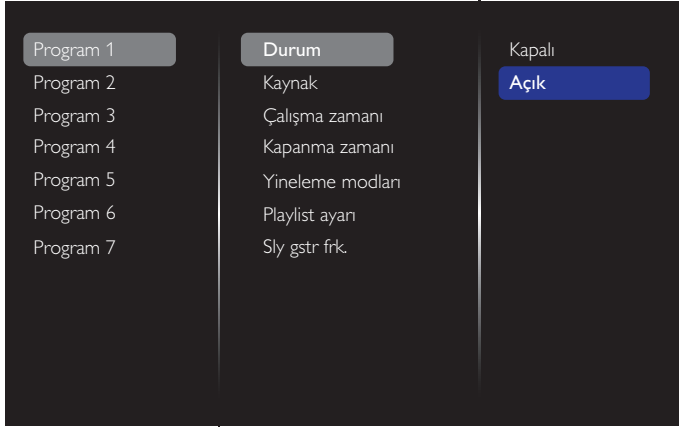 Program 1
Program 2
Program 3
Program 4
Program 5
Program 6
Program 7
Durum
Kaynak
Çalışma zamanı
Kapanma zamanı
Yineleme modları
Playlist ayarı
Sly gstr frk.
Kapalı
Açık